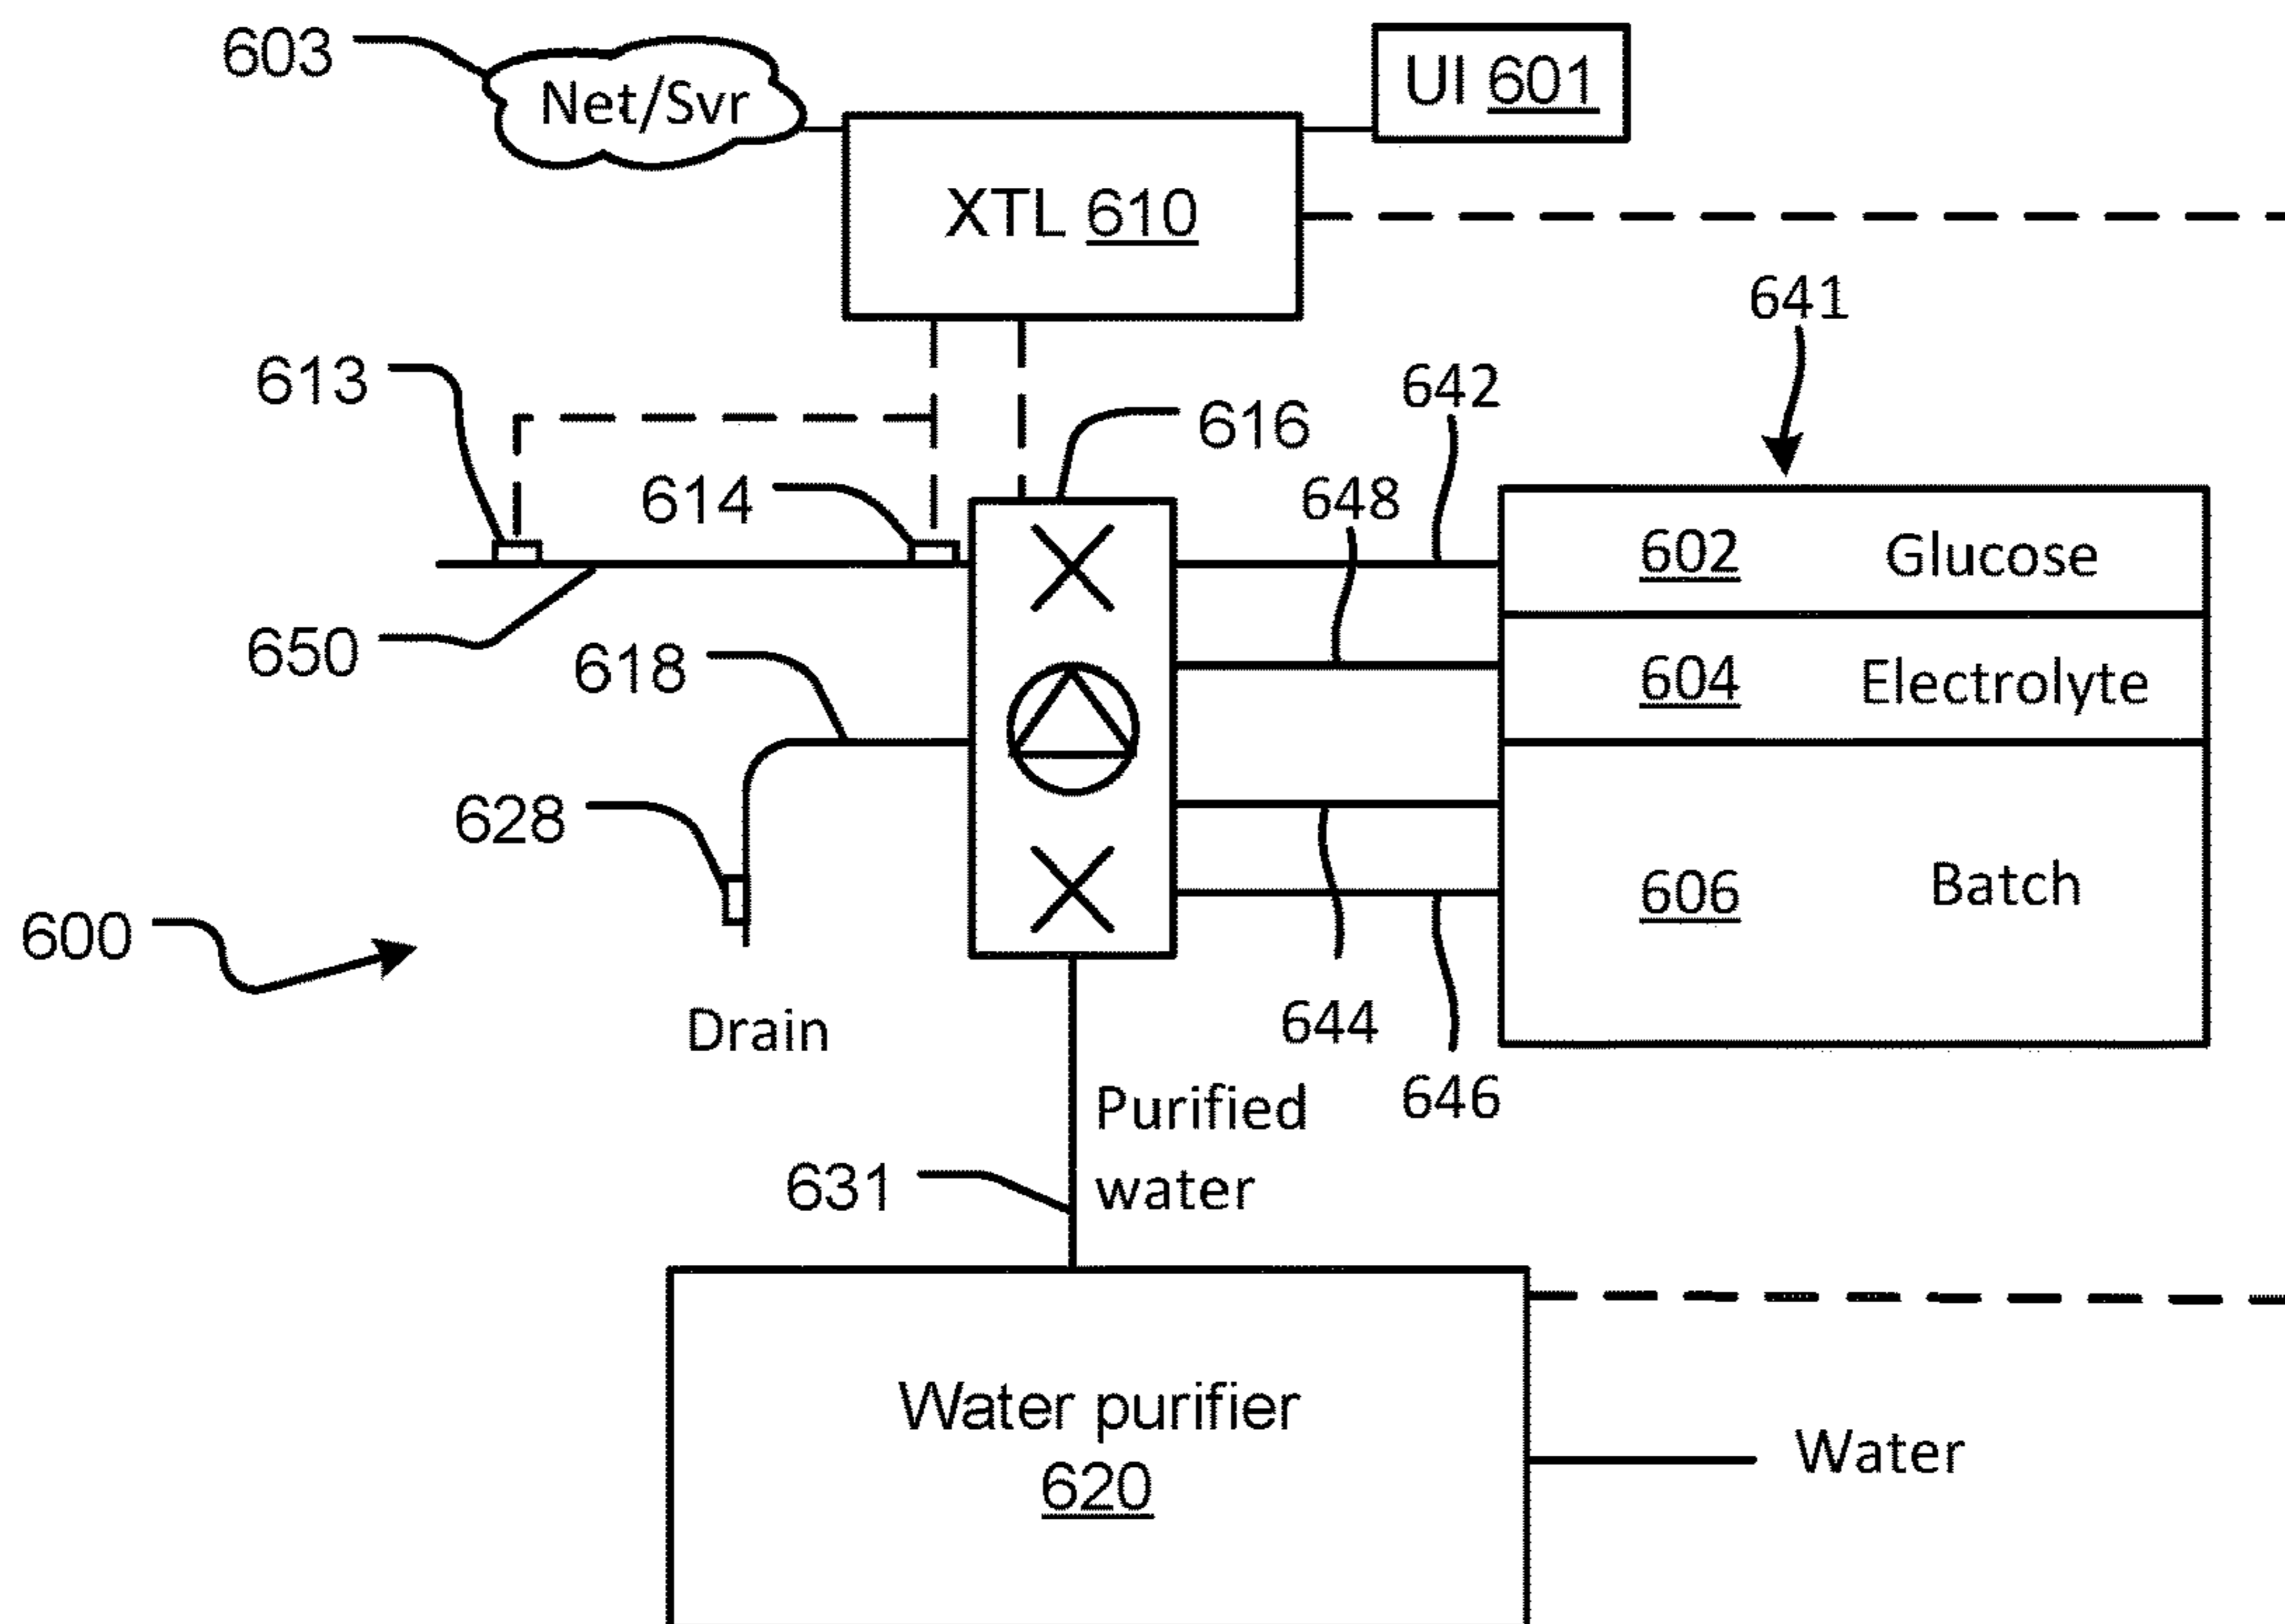 603
Net/Svr
UI 601
XTL 610
641
613
642
616
614
648
602 Glucose
650
618
604 Electrolyte
628
606 Batch
600
Drain
644
646
Purified
water
631
Water purifier
620
Water